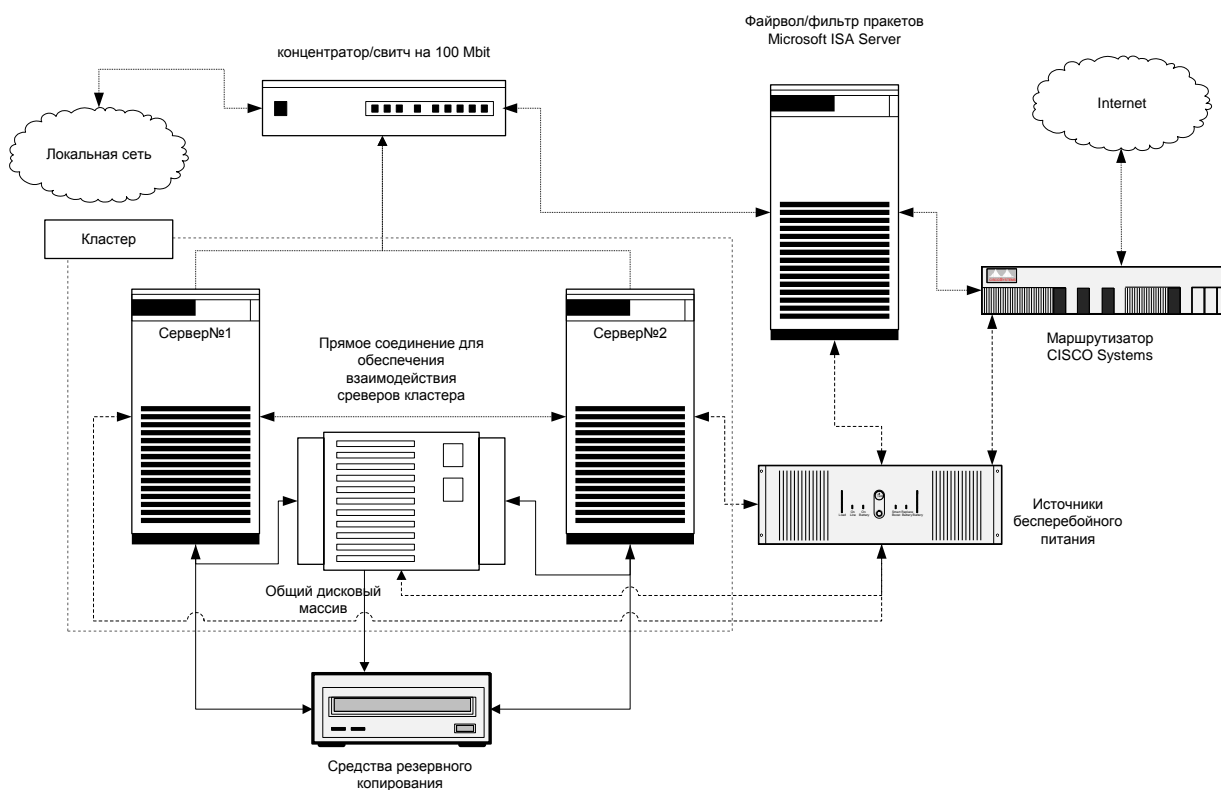 Файрвол/фильтр пракетов
Microsoft ISA Server
концентратор/свитч на 100 Mbit
Internet
Локальная сеть
Кластер
Сервер№1
Сервер№2
Прямое соединение для
обеспечения
взаимодействия
среверов кластера
Маршрутизатор
CISCO Systems
Источники
бесперебойного
питания
Общий дисковый
массив
Средства резервного
копирования